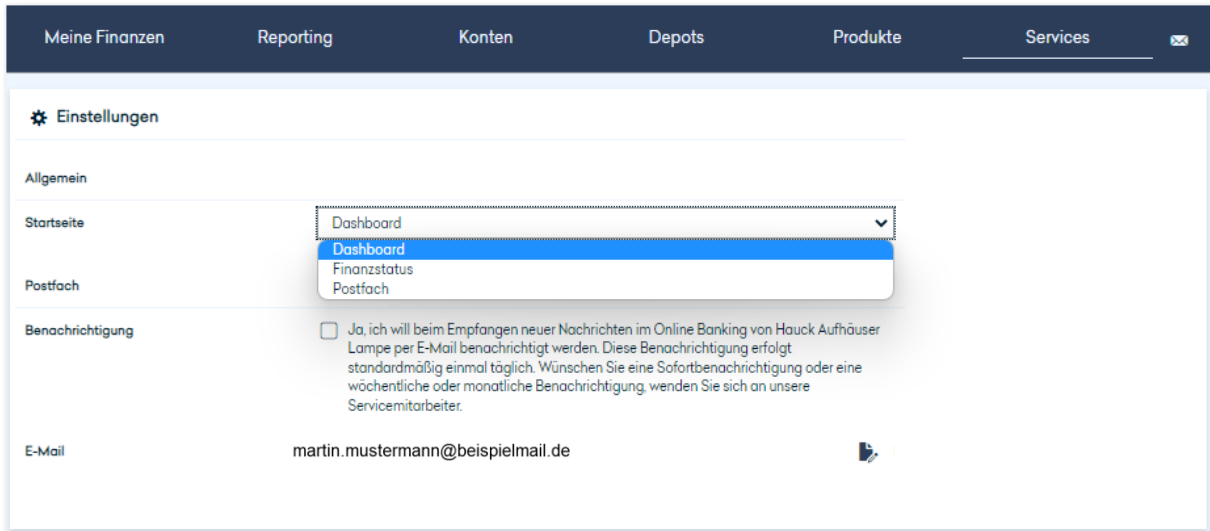 Meine Finanzen Reporting Konten Depots Produkte Services
Einstellungen
Allgemein
Startseite Dashboard
Dashboard
Finanzstatus
Postfach
Postfach
Benachrichtigung Ja, ich will beim Empfangen neuer Nachrichten im Online Banking von Hauck Aufhäuser
Lampe per E-Mail benachrichtigt werden. Diese Benachrichtigung erfolgt
standardmäßig einmal täglich. Wünschen Sie eine Sofortbenachrichtigung oder eine
wöchentliche oder monatliche Benachrichtigung, wenden Sie sich an unsere
Servicemitarbeiter.
E-Mail martin.mustermann@beispielmail.de